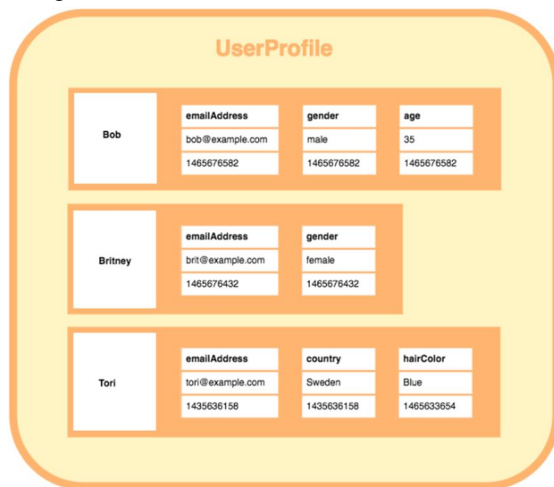 UserProfile
emailAddress gender age
Bob
bob@example.com male 35
1465676582 1465676582 1465676582
emailAddress gender
Britney
brit@example.com female
1465676432 1465676432
emailAddress country hairColor
Tori
tori@example.com Sweden Blue
1435636158 1435636158 1465633654